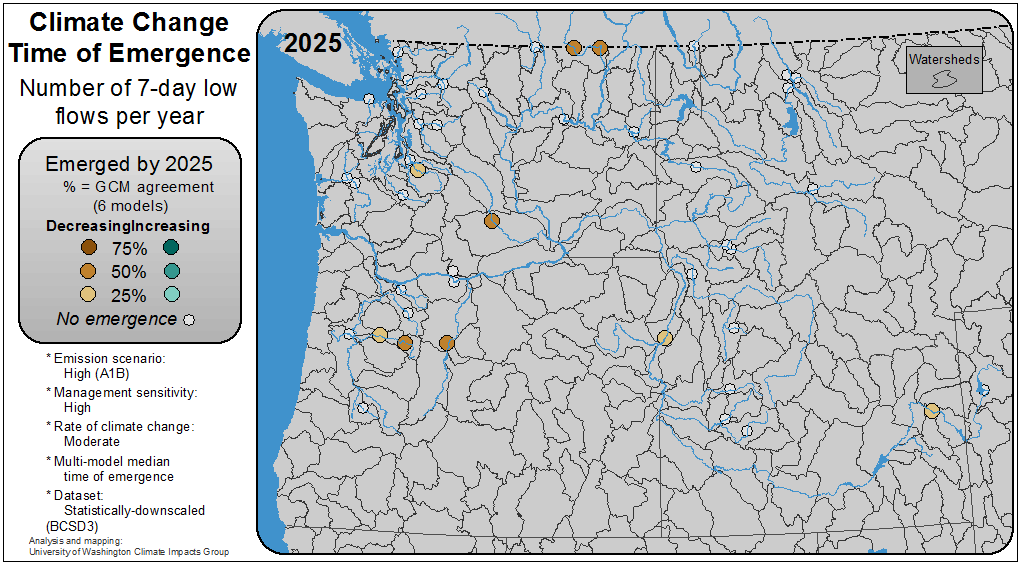 Climate Change
Time of Emergence
Number of 7-day low
flows per year
Emerged by 2025
% = GCM agreement
(6 models)
DecreasingIncreasing
75%
50%
25%
No emergence
* Emission scenario:
High (A1B)
* Management sensitivity:
High
* Rate of climate change:
Moderate
* Multi-model median
time of emergence
* Dataset:
Statistically-downscaled
(BCSD3)
Analysis and mapping:
University of Washington Climate Impacts Group
2025
Watersheds